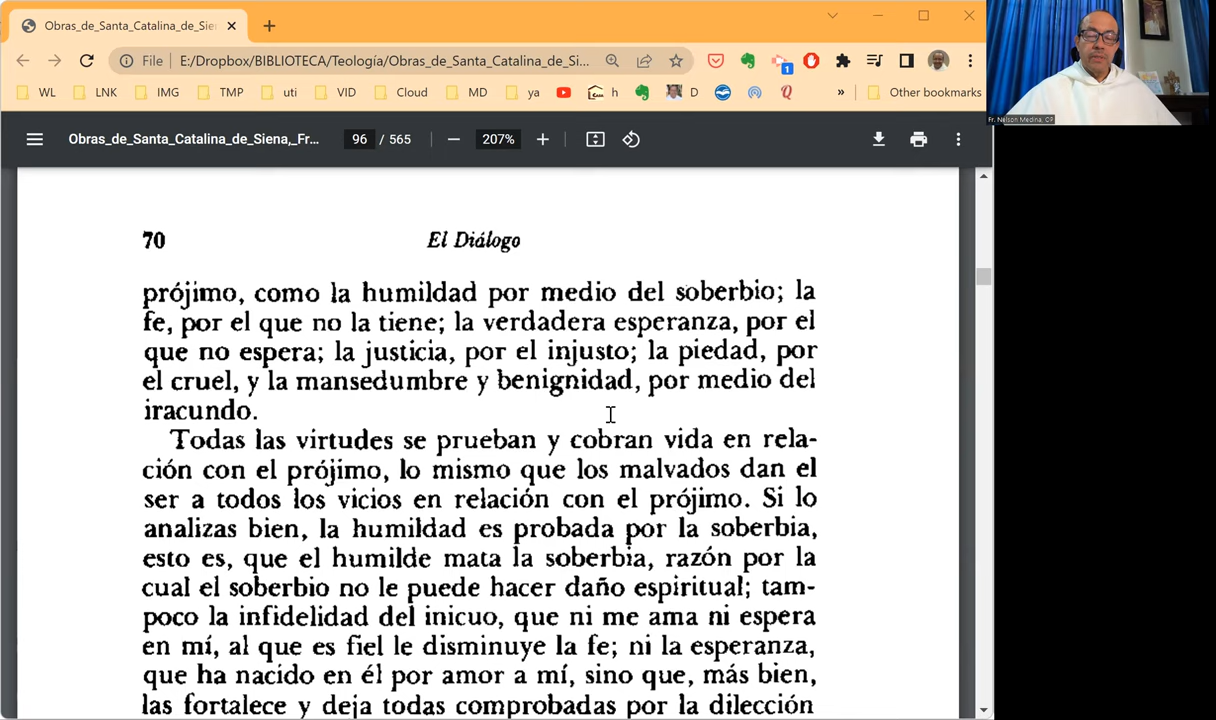 Obras_de_Santa_Catalina_de_Sie
File E:/Dropbox/BIBLIOTECA/Teología/Obras_de_Santa_Catalina_de_Si...
1
WL LNK IMG TMP uti VID Cloud MD ya h D » Other bookmarks
Fr. Nelson Medina, OP
Obras_de_Santa_Catalina_de_Siena,_Fr... 96 / 565 207%
70 El Diálogo
prójimo, como la humildad por medio del soberbio; la
fe, por el que no la tiene; la verdadera esperanza, por el
que no espera; la justicia, por el injusto; la piedad, por
el cruel, y la mansedumbre y benignidad, por medio del
iracundo.
Todas las virtudes se prueban y cobran vida en rela-
ción con el prójimo, lo mismo que los malvados dan el
ser a todos los vicios en relación con el prójimo. Si lo
analizas bien, la humildad es probada por la soberbia,
esto es, que el humilde mata la soberbia, razón por la
cual el soberbio no le puede hacer daño espiritual; tam-
poco la infidelidad del inicuo, que ni me ama ni espera
en mí, al que es fiel le disminuye la fe; ni la esperanza,
que ha nacido en él por amor a mí, sino que, más bien,
las fortalece y deja todas comprobadas por la dilección